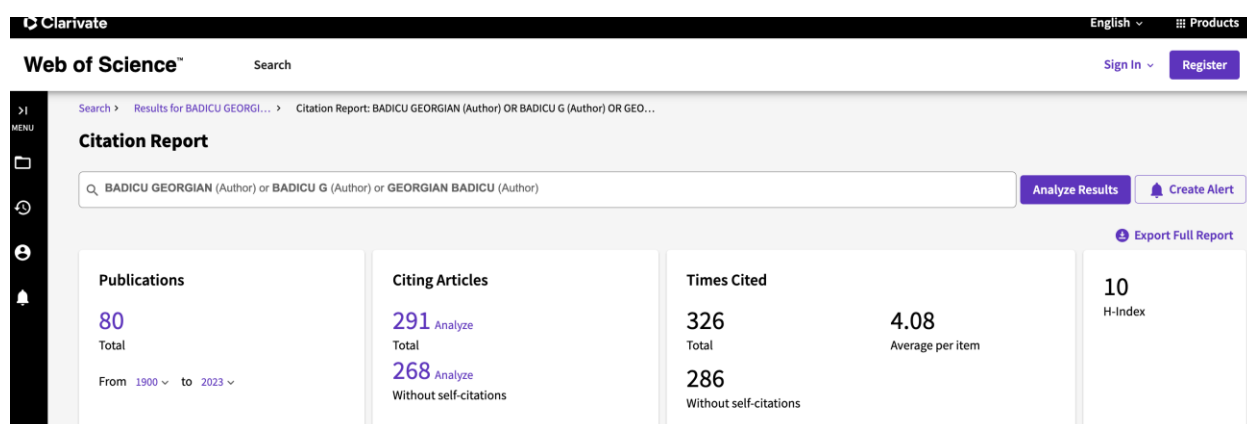 Clarivate
English
Products
Web of Science™
Search
Sign In
Register
MENU
Search > Results for BADICU GEORGI... > Citation Report: BADICU GEORGIAN (Author) OR BADICU G (Author) OR GEO...
Citation Report
BADICU GEORGIAN (Author) or BADICU G (Author) or GEORGIAN BADICU (Author)
Analyze Results
Create Alert
Export Full Report
Publications
80
Total
From 1900 to 2023
Citing Articles
291 Analyze
Total
268 Analyze
Without self-citations
Times Cited
326
Total
4.08
Average per item
286
Without self-citations
10
H-Index